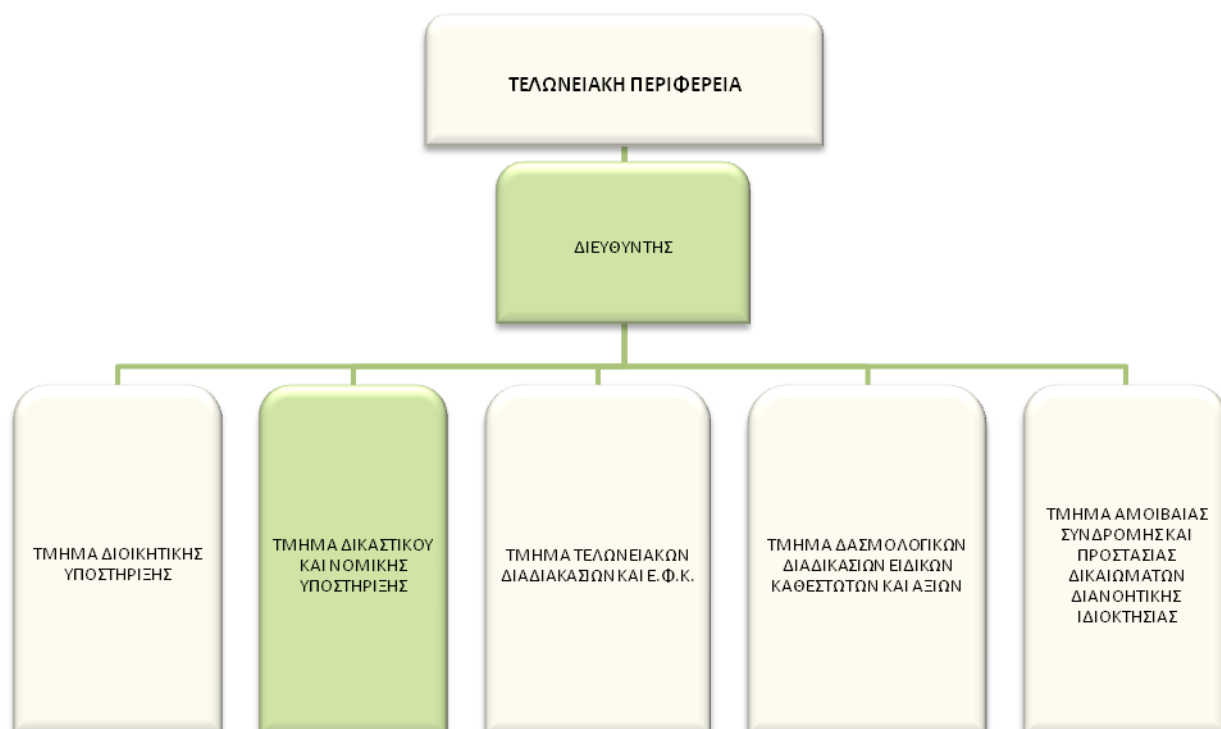 ΤΕΛΩΝΕΙΑΚΗ ΠΕΡΙΦΕΡΕΙΑ
ΔΙΕΥΘΥΝΤΗΣ
ΤΜΗΜΑ ΔΙΟΙΚΗΤΙΚΗΣ
ΥΠΟΣΤΗΡΙΞΗΣ
ΤΜΗΜΑ ΔΙΚΑΣΤΙΚΟΥ
ΚΑΙ ΝΟΜΙΚΗΣ
ΥΠΟΣΤΗΡΙΞΗΣ
ΤΜΗΜΑ ΤΕΛΩΝΕΙΑΚΩΝ
ΔΙΑΔΙΑΚΑΣΙΩΝ ΚΑΙ Ε.Φ.Κ.
ΤΜΗΜΑ ΔΑΣΜΟΛΟΓΙΚΩΝ
ΔΙΑΔΙΚΑΣΙΩΝ ΕΙΔΙΚΩΝ
ΚΑΘΕΣΤΩΤΩΝ ΚΑΙ ΑΞΙΩΝ
ΤΜΗΜΑ ΑΜΟΙΒΑΙΑΣ
ΣΥΝΔΡΟΜΗΣ ΚΑΙ
ΠΡΟΣΤΑΣΙΑΣ
ΔΙΚΑΙΩΜΑΤΩΝ
ΔΙΑΝΟΗΤΙΚΗΣ
ΙΔΙΟΚΤΗΣΙΑΣ